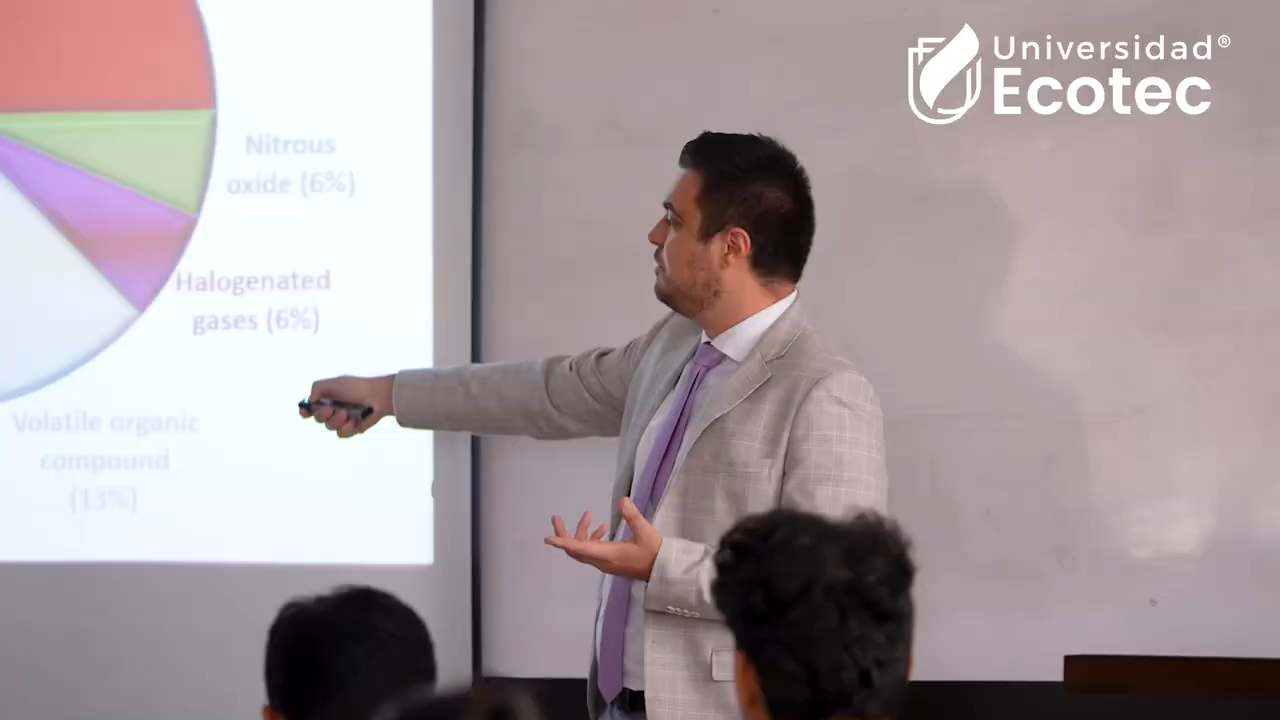 Universidad®
Ecotec
Nitrous
oxide (6%)
Halogenated
gases (6%)
Volatile organic
compound
(13%)